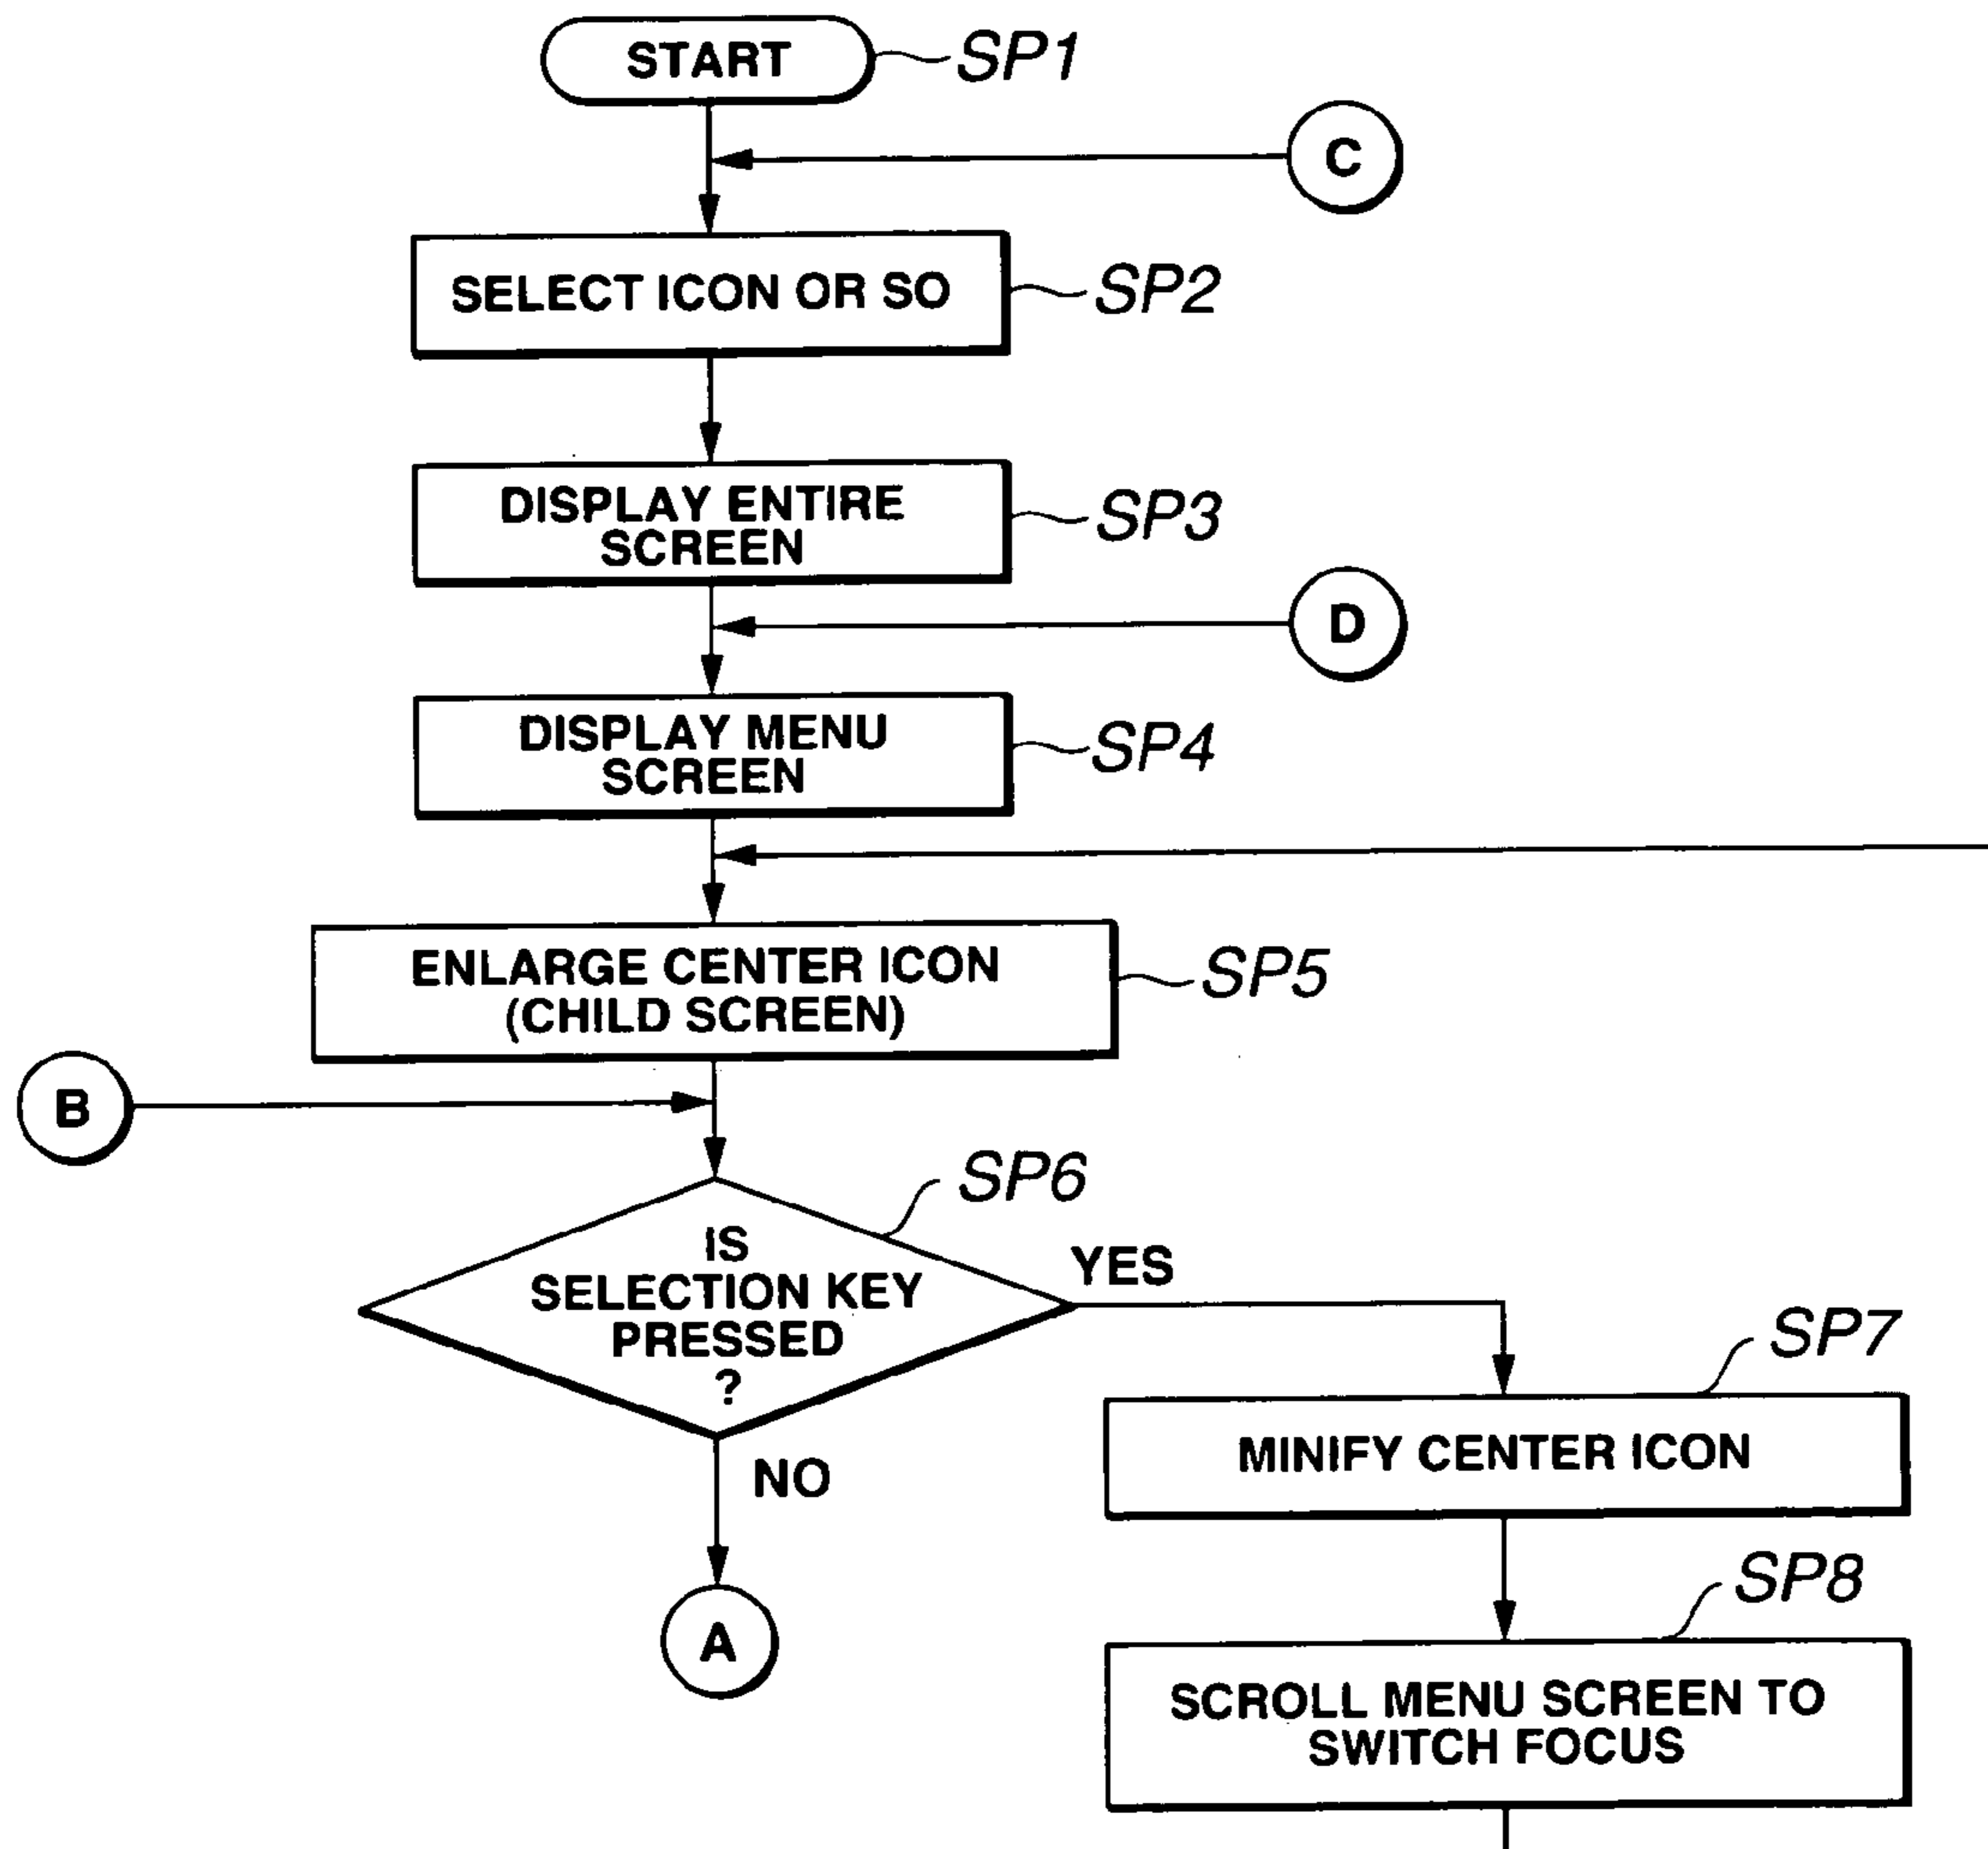 START
SP1
C
SELECT ICON OR SO
SP2
DISPLAY ENTIRE
SCREEN
SP3
D
DISPLAY MENU
SCREEN
SP4
ENLARGE CENTER ICON
(CHILD SCREEN)
SP5
B
SP6
IS
SELECTION KEY
PRESSED
?
YES
SP7
MINIFY CENTER ICON
NO
SP8
A
SCROLL MENU SCREEN TO
SWITCH FOCUS